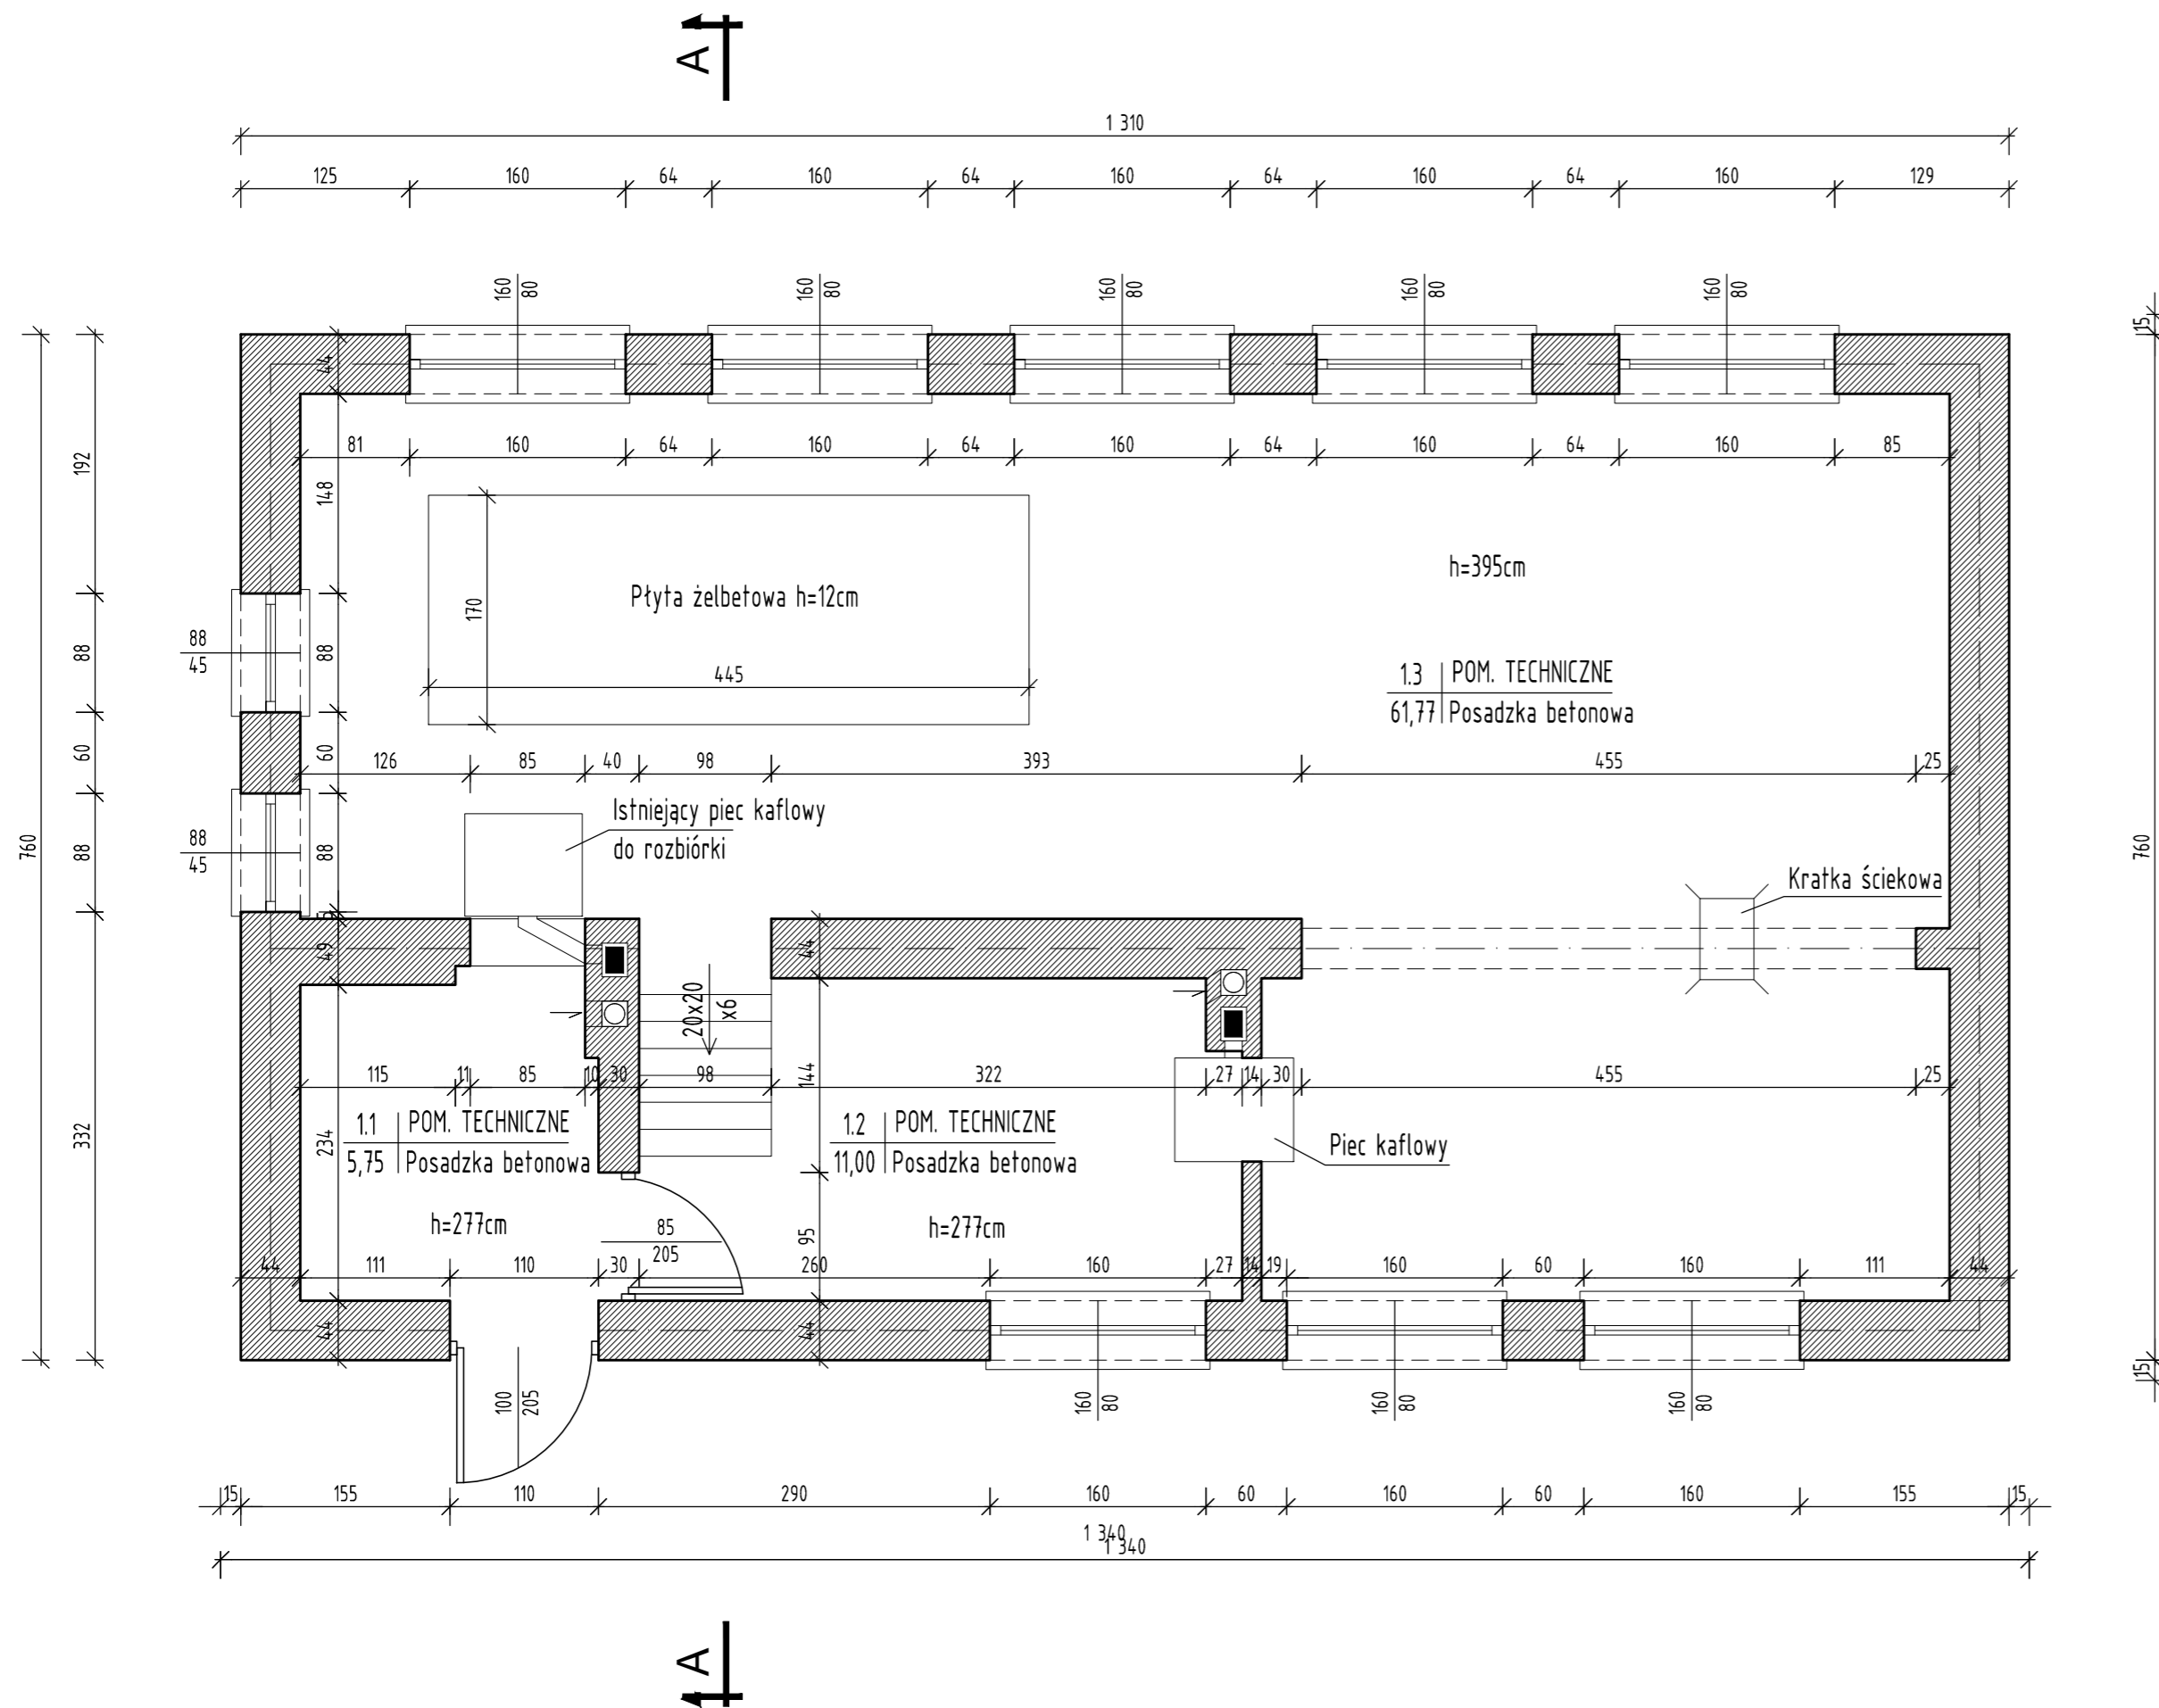 A
1 310
125 160 64 160 64 160 64 160 64 160 129
160 80 160 80 160 80 160 80 160 80
15
44
81 160 64 160 64 160 64 160 64 160 85
192
148
h=395cm
Płyta żelbetowa h=12cm
170
88
45
88
88
445
1.3 POM. TECHNICZNE
61,77 Posadzka betonowa
60
60
126 85 40 98 393 455 25
Istniejący piec kaflowy
do rozbiórki
88
45
88
88
760
760
Kratka ściekowa
5
49
44
20x20
x6
115 11 85 10 30 98 144 322 27 14 30 455 25
332
234
1.1 POM. TECHNICZNE
5,75 Posadzka betonowa
1.2 POM. TECHNICZNE
11,00 Posadzka betonowa
Piec kaflowy
h=277cm
h=277cm
85
205
95
44 111 110 30 260 160 27 14 19 160 60 160 111 44
44
44
15
100
205
160 80 160 80 160 80
15 155 110 290 160 60 160 60 160 155 15
1 340
1 340
A